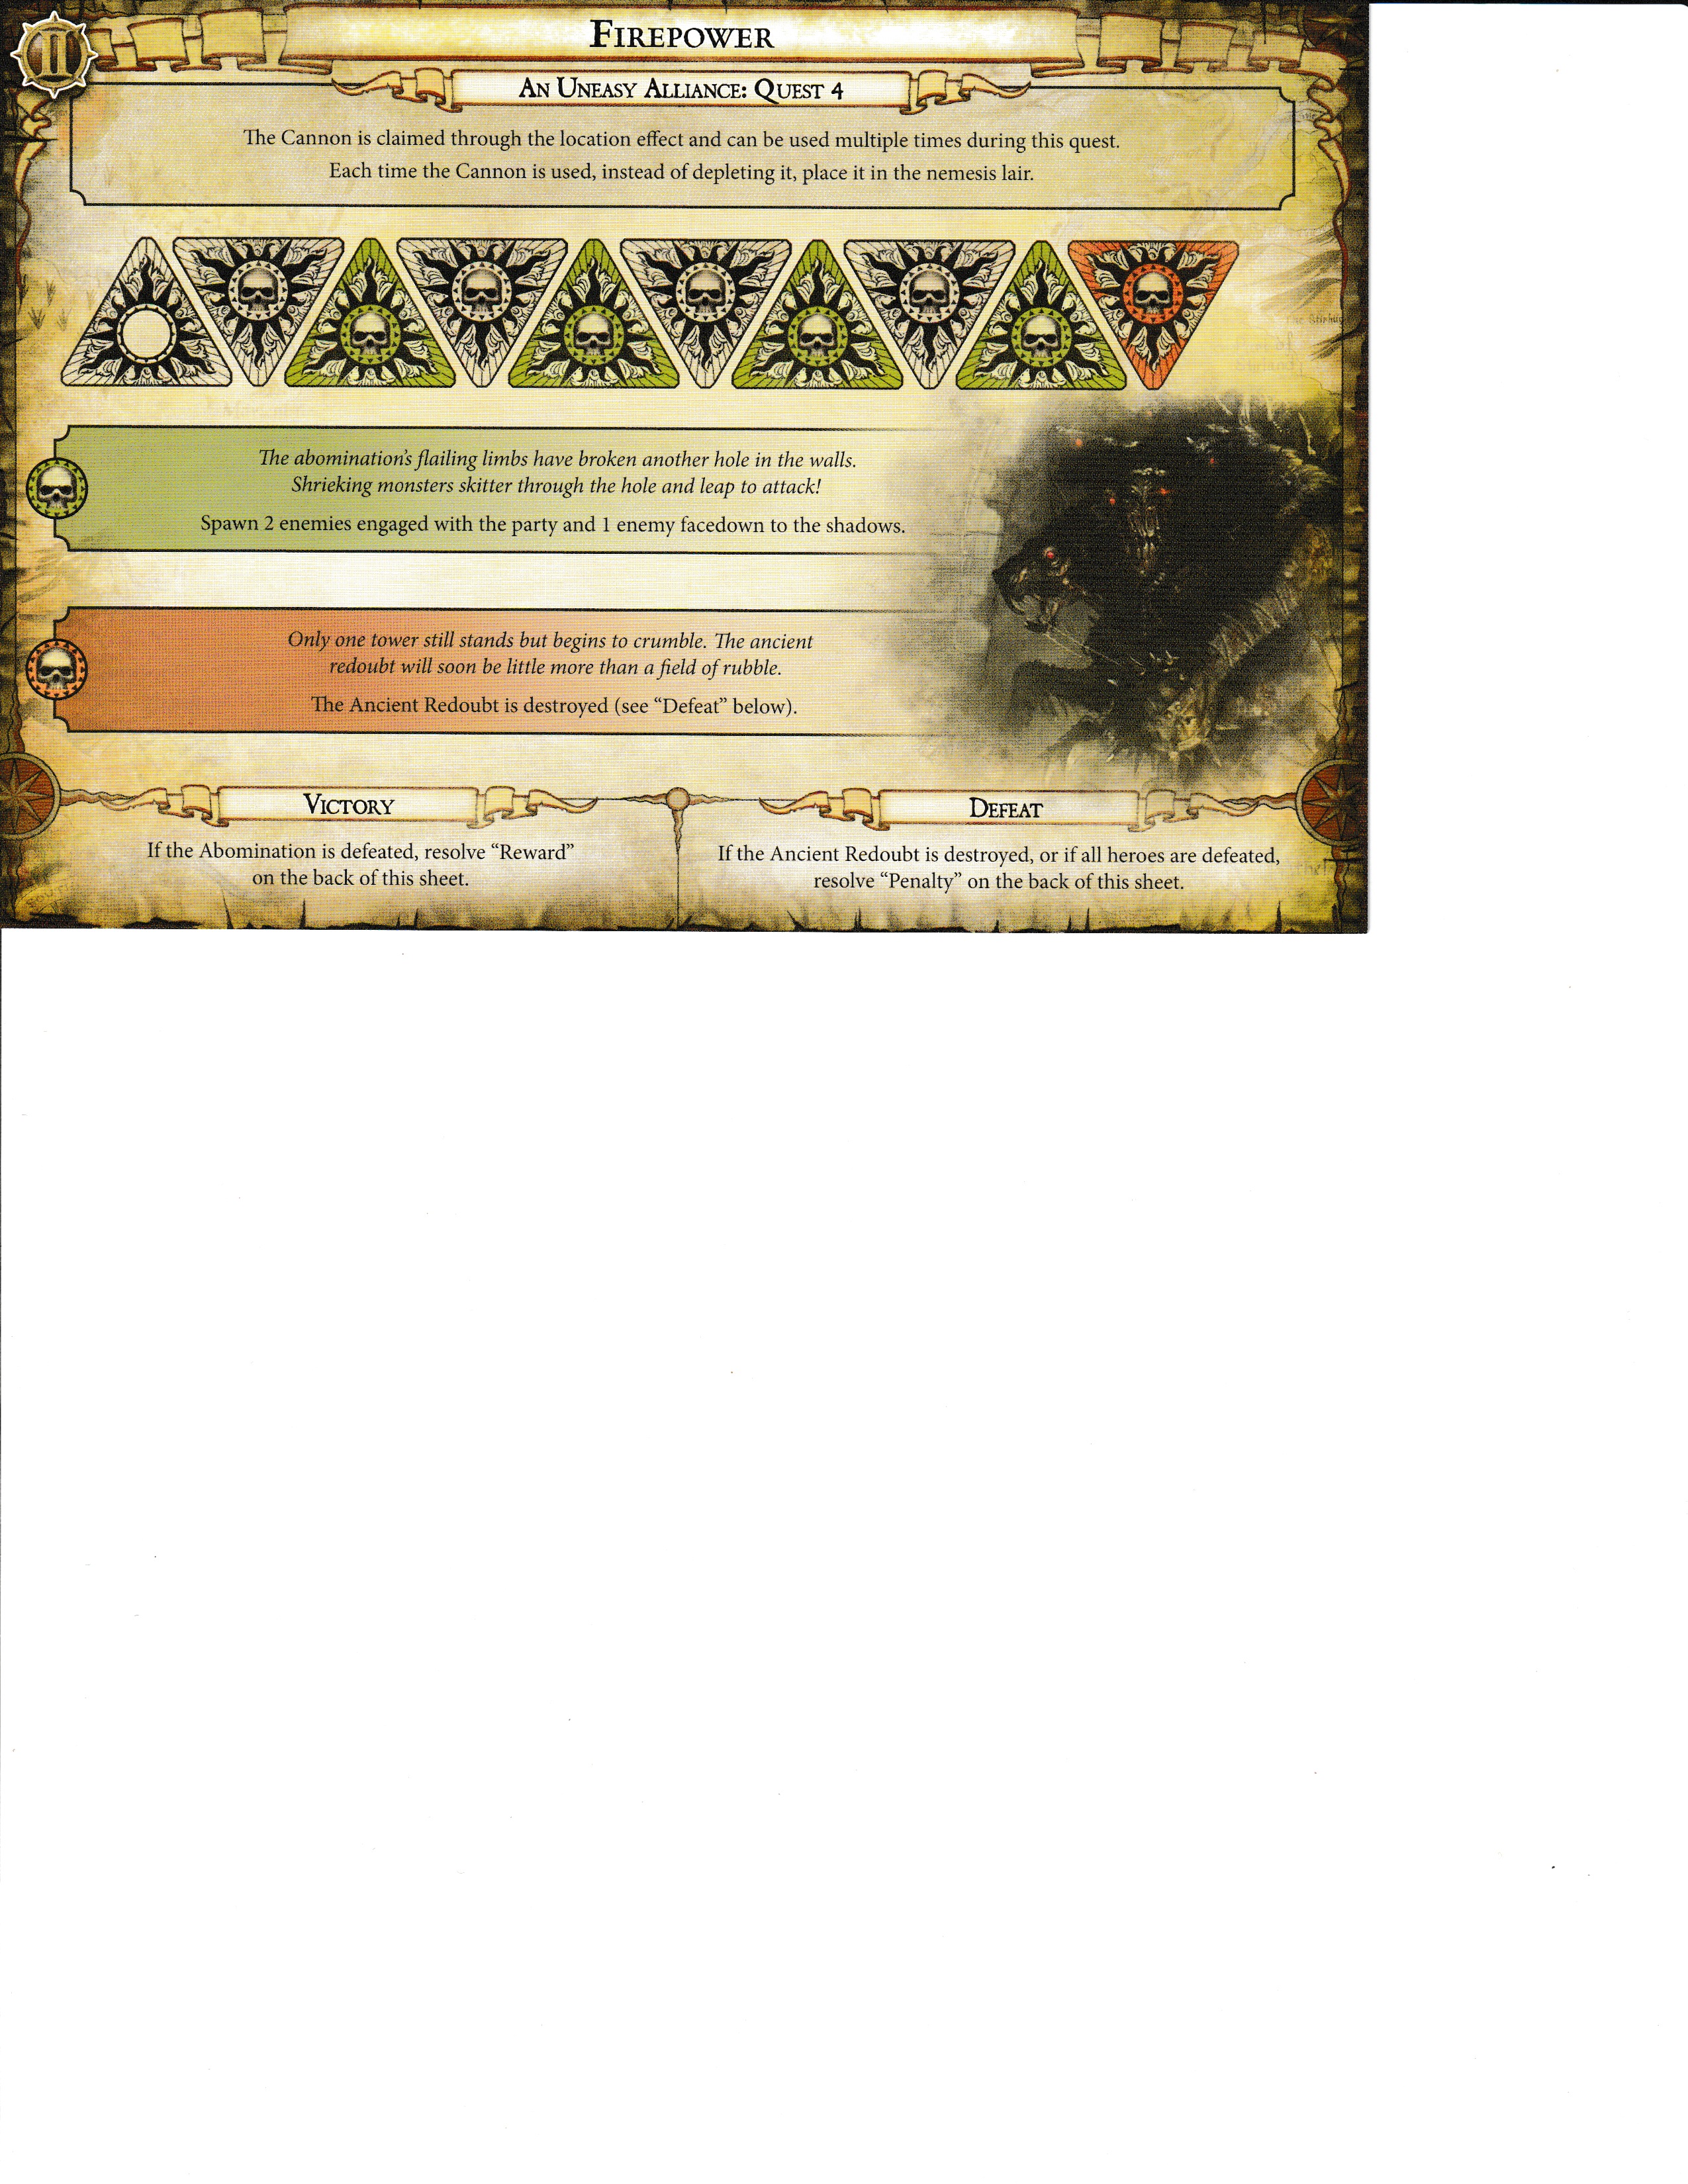 II
Firepower
An Uneasy Alliance: Quest 4
The Cannon is claimed through the location effect and can be used multiple times during this quest.
Each time the Cannon is used, instead of depleting it, place it in the nemesis lair.
The abomination's flailing limbs have broken another hole in the walls.
Shrieking monsters skitter through the hole and leap to attack!
Spawn 2 enemies engaged with the party and 1 enemy facedown to the shadows.
Only one tower still stands but begins to crumble. The ancient
redoubt will soon be little more than a field of rubble.
The Ancient Redoubt is destroyed (see “Defeat” below).
Victory
If the Abomination is defeated, resolve “Reward”
on the back of this sheet.
Defeat
If the Ancient Redoubt is destroyed, or if all heroes are defeated,
resolve “Penalty” on the back of this sheet.